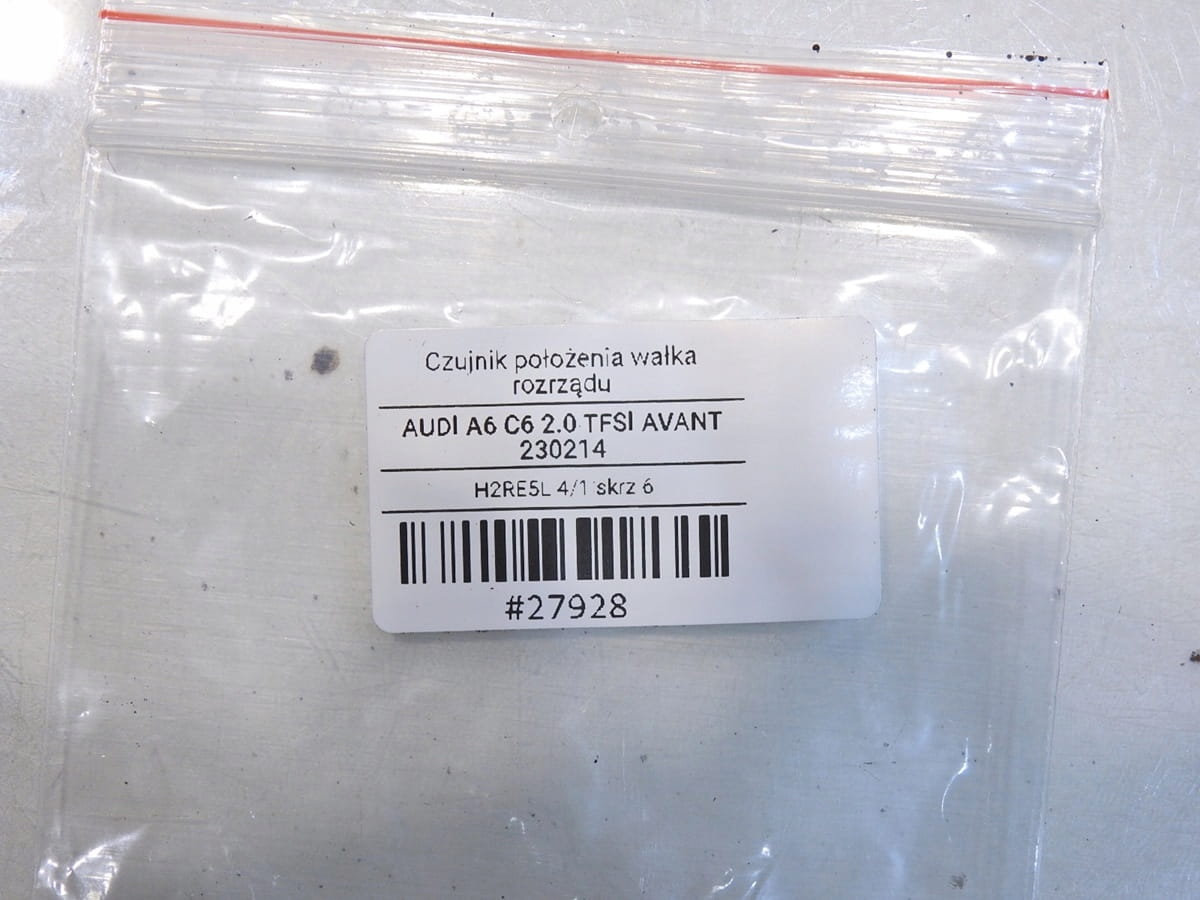 Czujnik położenia wałka
rozrządu
AUDI A6 C6 2.0 TFSI AVANT
230214
H2RE5L 4/1 skrz 6
#27928